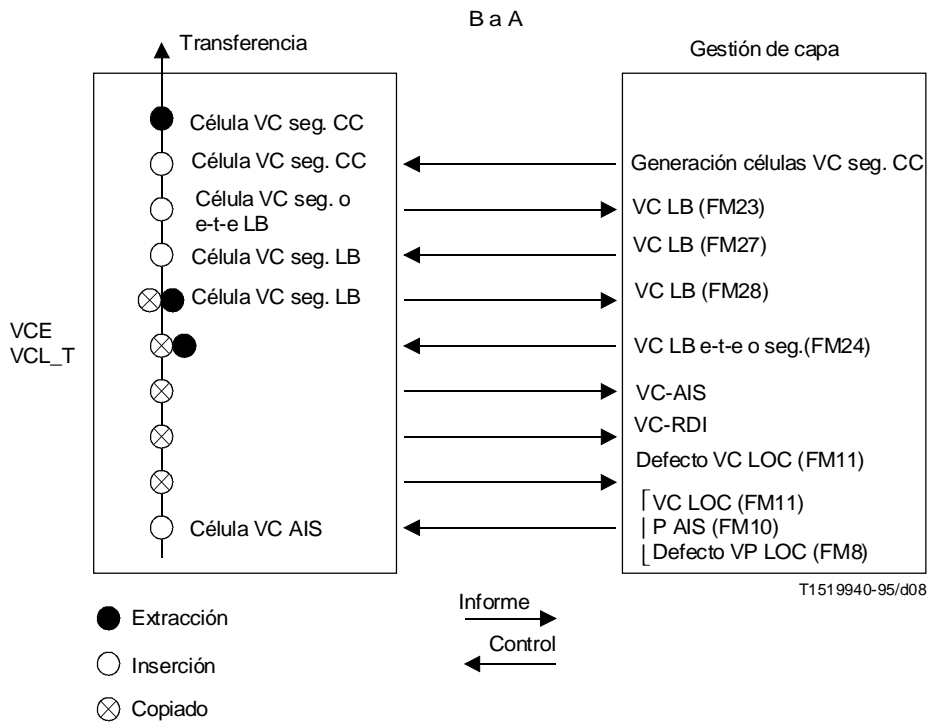 B a A
Transferencia
Gestión de capa
Célula VC seg. CC
Célula VC seg. CC
Generación células VC seg. CC
Célula VC seg. o
e-t-e LB
VC LB (FM23)
Célula VC seg. LB
VC LB (FM27)
Célula VC seg. LB
VC LB (FM28)
VCE
VCL_T
VC LB e-t-e o seg.(FM24)
VC-AIS
VC-RDI
Defecto VC LOC (FM11)
VC LOC (FM11)
Célula VC AIS
P AIS (FM10)
Defecto VP LOC (FM8)
T1519940-95/d08
Extracción
Informe
Inserción
Control
Copiado